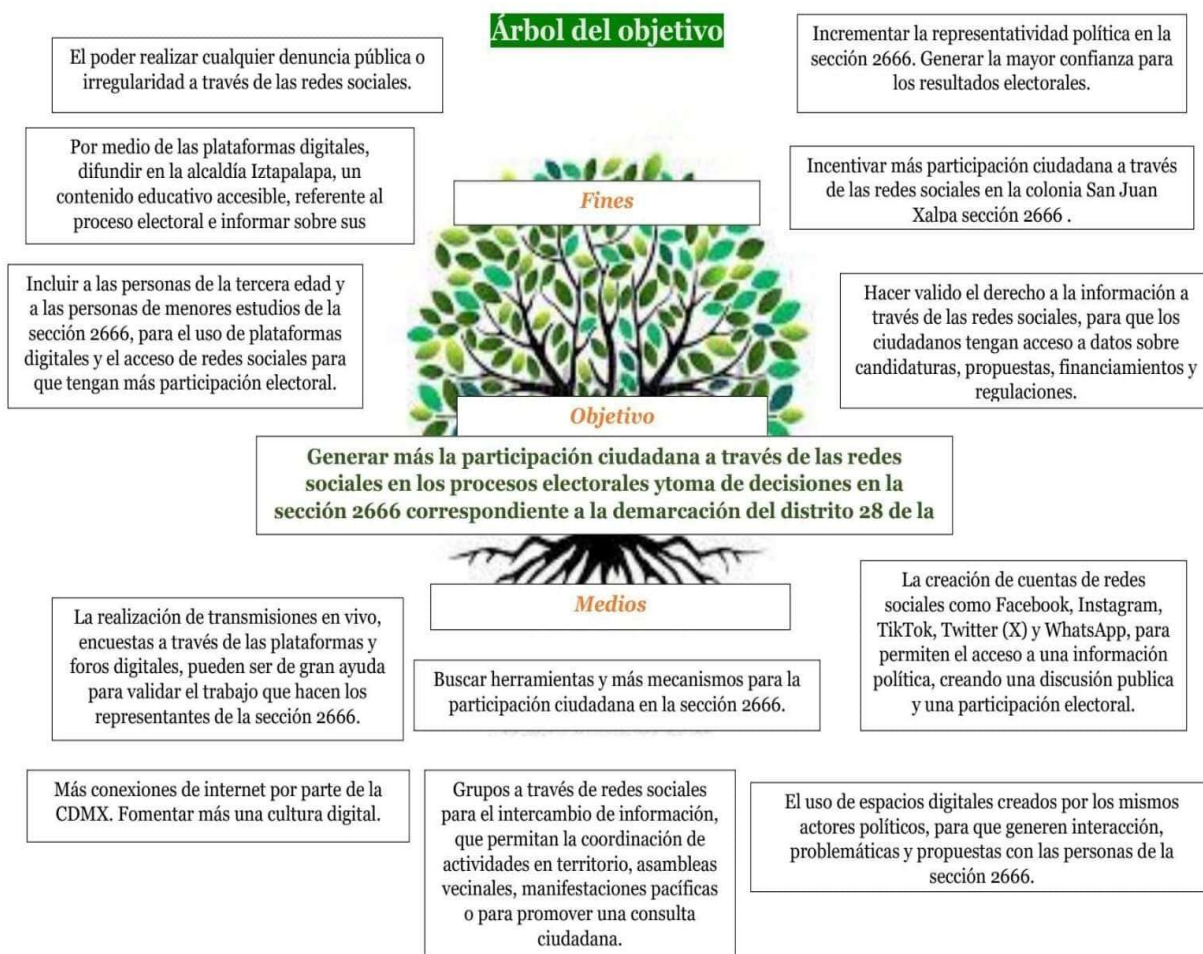 Árbol del objetivo
El poder realizar cualquier denuncia pública o
irregularidad a través de las redes sociales.
Incrementar la representatividad política en la
sección 2666. Generar la mayor confianza para
los resultados electorales.
Por medio de las plataformas digitales,
difundir en la alcaldía Iztapalapa, un
contenido educativo accesible, referente al
proceso electoral e informar sobre sus
Fines
Incentivar más participación ciudadana a través
de las redes sociales en la colonia San Juan
Xalpa sección 2666 .
Incluir a las personas de la tercera edad y
a las personas de menores estudios de la
sección 2666, para el uso de plataformas
digitales y el acceso de redes sociales para
que tengan más participación electoral.
Hacer valido el derecho a la información a
través de las redes sociales, para que los
ciudadanos tengan acceso a datos sobre
candidaturas, propuestas, financiamientos y
regulaciones.
Objetivo
Generar más la participación ciudadana a través de las redes
sociales en los procesos electorales ytoma de decisiones en la
sección 2666 correspondiente a la demarcación del distrito 28 de la
Medios
La realización de transmisiones en vivo,
encuestas a través de las plataformas y
foros digitales, pueden ser de gran ayuda
para validar el trabajo que hacen los
representantes de la sección 2666.
Buscar herramientas y más mecanismos para la
participación ciudadana en la sección 2666.
La creación de cuentas de redes
sociales como Facebook, Instagram,
TikTok, Twitter (X) y WhatsApp, para
permiten el acceso a una información
política, creando una discusión publica
y una participación electoral.
Más conexiones de internet por parte de la
CDMX. Fomentar más una cultura digital.
Grupos a través de redes sociales
para el intercambio de información,
que permitan la coordinación de
actividades en territorio, asambleas
vecinales, manifestaciones pacíficas
o para promover una consulta
ciudadana.
El uso de espacios digitales creados por los mismos
actores políticos, para que generen interacción,
problemáticas y propuestas con las personas de la
sección 2666.